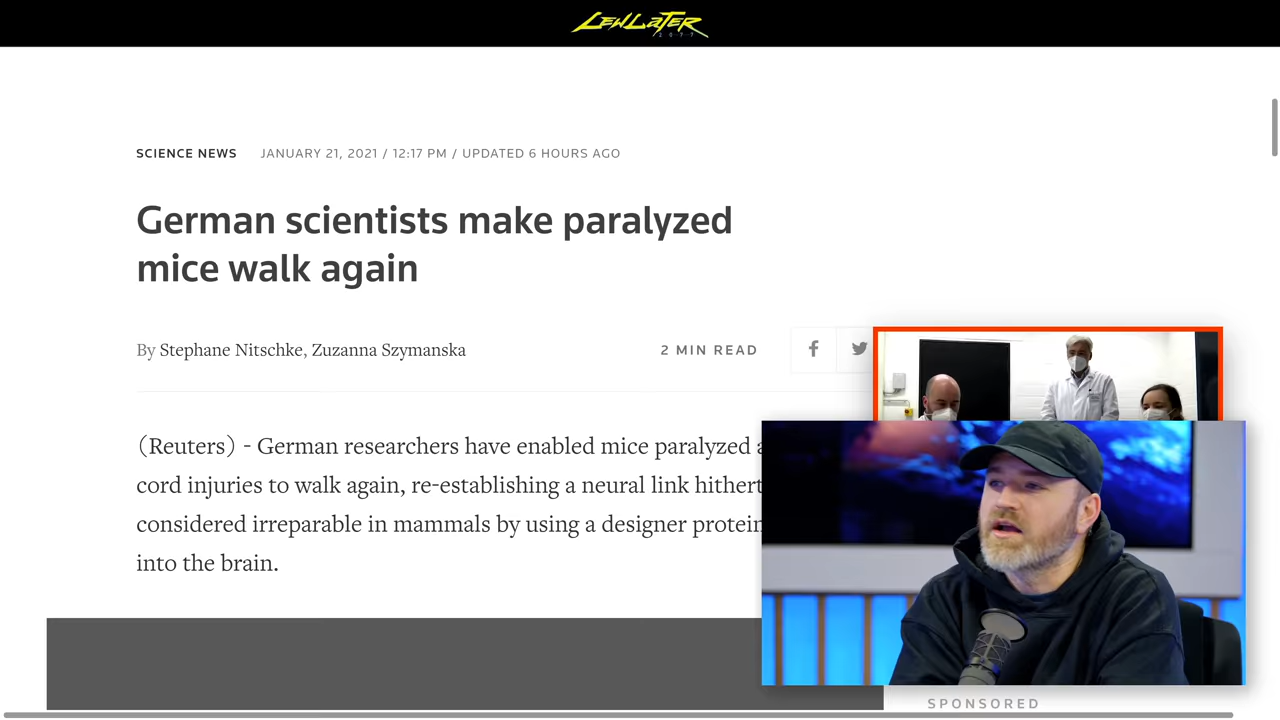 LEWLATER
2077
SCIENCE NEWS JANUARY 21, 2021 / 12:17 PM / UPDATED 6 HOURS AGO
German scientists make paralyzed
mice walk again
By Stephane Nitschke, Zuzanna Szymanska
2 MIN READ
(Reuters) - German researchers have enabled mice paralyzed
cord injuries to walk again, re-establishing a neural link
considered irreparable in mammals by using a designer protein
into the brain.
SPONSORED